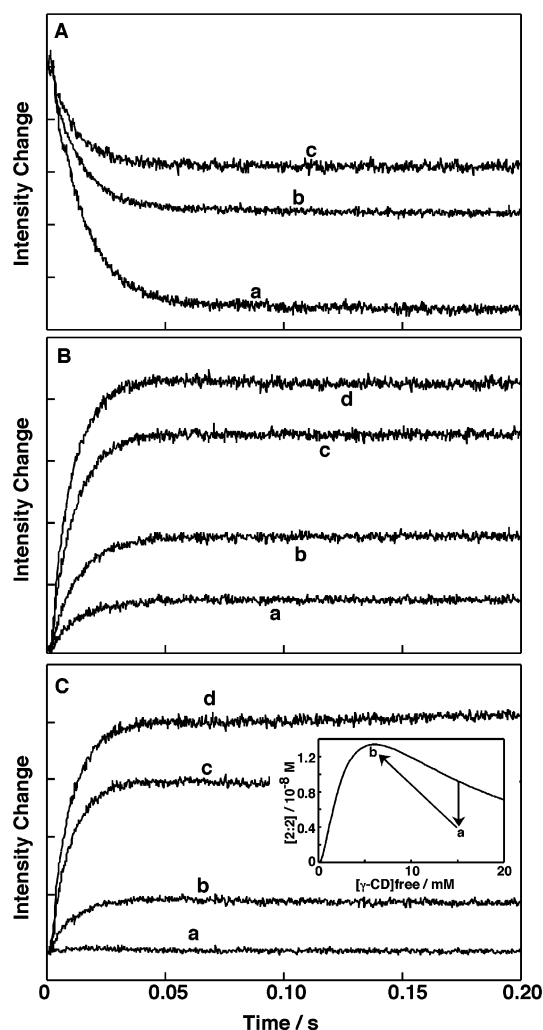 A
Intensity Change
c
b
a
B
Intensity Change
d
c
b
a
C
Intensity Change
d
c
b
a
[2:2] / 10⁻⁸ M
1.2
0.8
0.4
0
b
a
0 10 20
[γ-CD]free / mM
0 0.05 0.10 0.15 0.20
Time / s